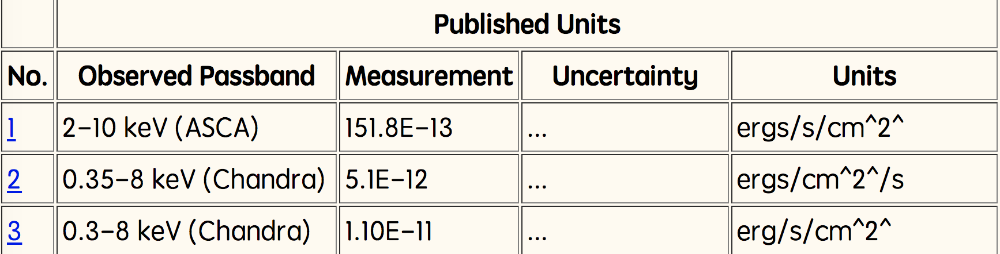 Published Units
No. Observed Passband Measurement Uncertainty Units
1 2–10 keV (ASCA) 151.8E–13 ... ergs/s/cm^2^
2 0.35–8 keV (Chandra) 5.1E–12 ... ergs/cm^2^/s
3 0.3–8 keV (Chandra) 1.10E–11 ... erg/s/cm^2^